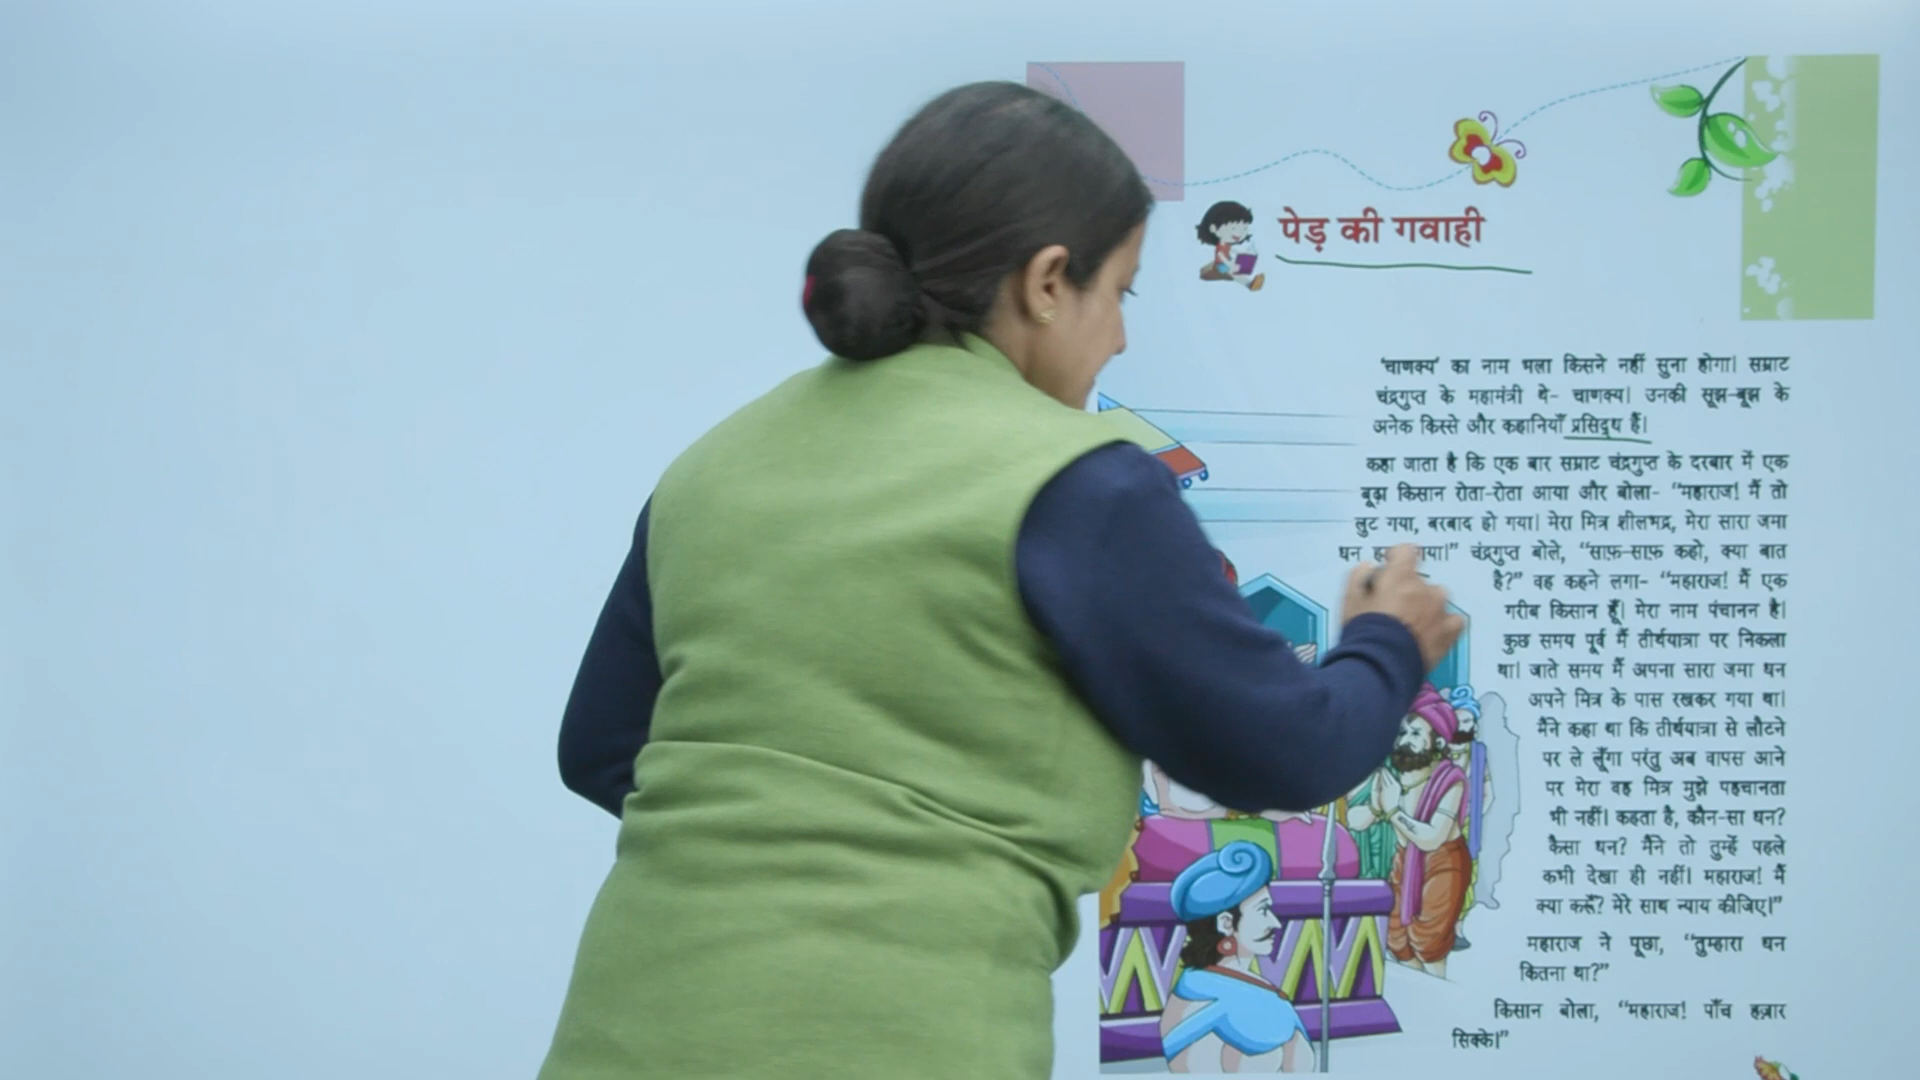 पेड़ की गवाही
'चाणक्य' का नाम भला किसने नहीं सुना होगा। सम्राट
चंद्रगुप्त के महामंत्री थे- चाणक्य। उनकी सूझ-बूझ के
अनेक किस्से और कहानियाँ प्रसिद्ध हैं।
कहा जाता है कि एक बार सम्राट चंद्रगुप्त के दरबार में एक
बूढ़ा किसान रोता-रोता आया और बोला- “महाराज! मैं तो
लुट गया, बरबाद हो गया। मेरा मित्र शीलभद्र, मेरा सारा जमा
धन गया।” चंद्रगुप्त बोले, “साफ़-साफ़ कहो, क्या बात
है?” वह कहने लगा- “महाराज! मैं एक
गरीब किसान हूँ। मेरा नाम पंचानन है।
कुछ समय पूर्व मैं तीर्थयात्रा पर निकला
था। जाते समय मैं अपना सारा जमा धन
अपने मित्र के पास रखकर गया था।
मैंने कहा था कि तीर्थयात्रा से लौटने
पर ले लूँगा परंतु अब वापस आने
पर मेरा वह मित्र मुझे पहचानता
भी नहीं। कहता है, कौन-सा धन?
कैसा धन? मैंने तो तुम्हें पहले
कभी देखा ही नहीं। महाराज! मैं
क्या करूँ? मेरे साथ न्याय कीजिए।”
महाराज ने पूछा, “तुम्हारा धन
कितना था?”
किसान बोला, “महाराज! पाँच हज़ार
सिक्के।”